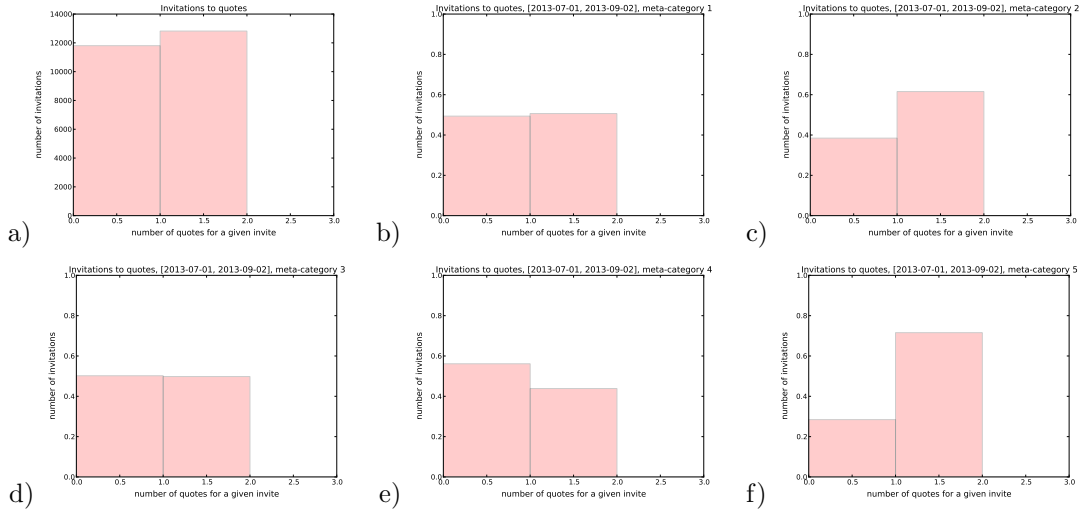 Invitations to quotes
14000
12000
10000
8000
6000
4000
2000
0
0.0 0.5 1.0 1.5 2.0 2.5 3.0
number of invitations
number of quotes for a given invite
a)
Invitations to quotes, [2013-07-01, 2013-09-02], meta-category 1
1.0
0.8
0.6
0.4
0.2
0.0
0.0 0.5 1.0 1.5 2.0 2.5 3.0
number of invitations
number of quotes for a given invite
b)
Invitations to quotes, [2013-07-01, 2013-09-02], meta-category 2
1.0
0.8
0.6
0.4
0.2
0.0
0.0 0.5 1.0 1.5 2.0 2.5 3.0
number of invitations
number of quotes for a given invite
c)
Invitations to quotes, [2013-07-01, 2013-09-02], meta-category 3
1.0
0.8
0.6
0.4
0.2
0.0
0.0 0.5 1.0 1.5 2.0 2.5 3.0
number of invitations
number of quotes for a given invite
d)
Invitations to quotes, [2013-07-01, 2013-09-02], meta-category 4
1.0
0.8
0.6
0.4
0.2
0.0
0.0 0.5 1.0 1.5 2.0 2.5 3.0
number of invitations
number of quotes for a given invite
e)
Invitations to quotes, [2013-07-01, 2013-09-02], meta-category 5
1.0
0.8
0.6
0.4
0.2
0.0
0.0 0.5 1.0 1.5 2.0 2.5 3.0
number of invitations
number of quotes for a given invite
f)